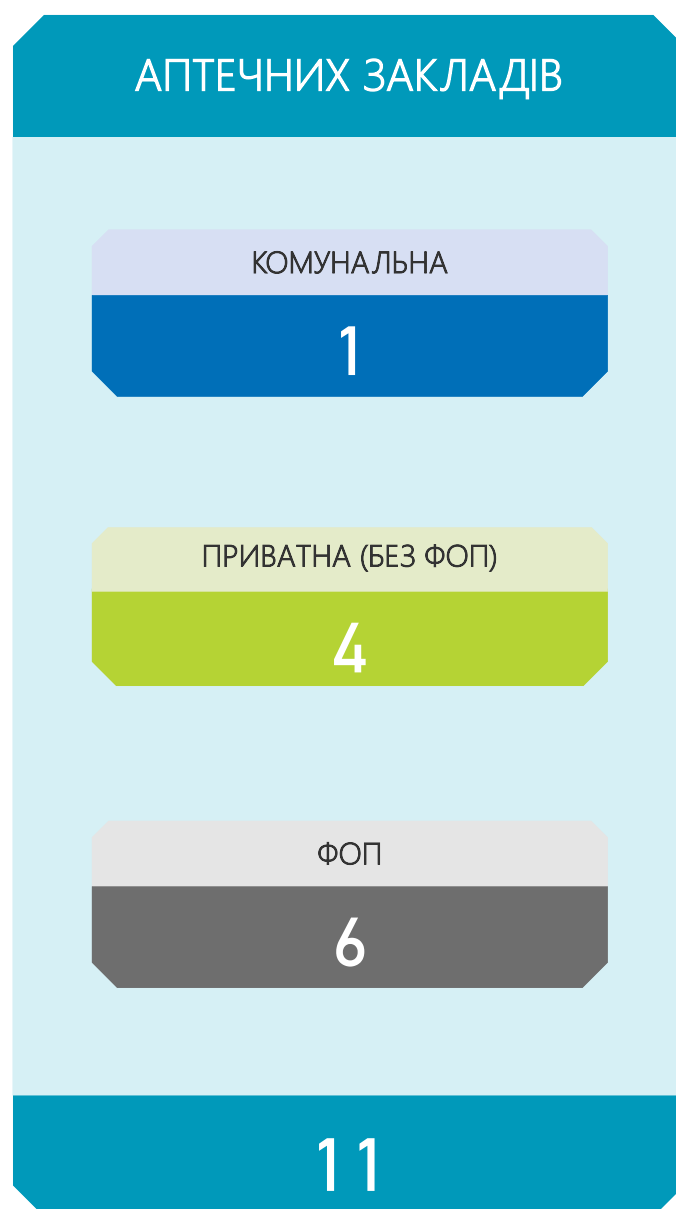 АПТЕЧНИХ ЗАКЛАДІВ
КОМУНАЛЬНА
1
ПРИВАТНА (БЕЗ ФОП)
4
ФОП
6
11